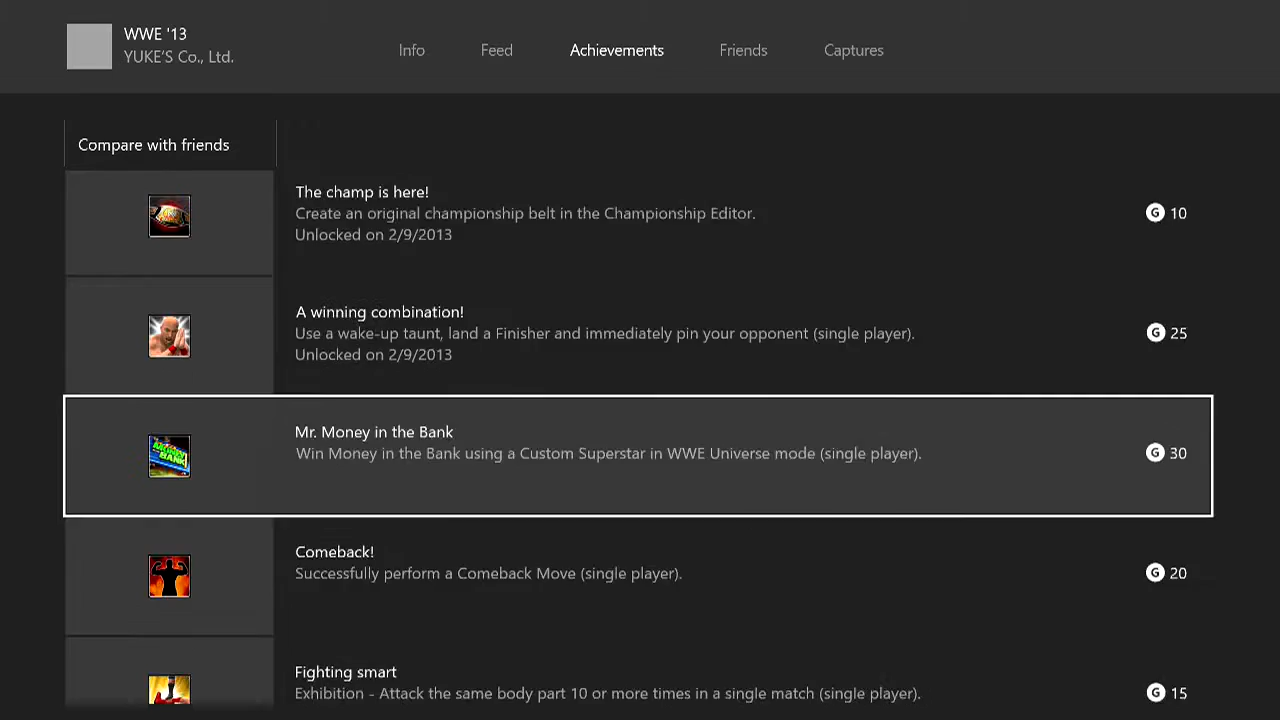 WWE '13
YUKE'S Co., Ltd.
Info
Feed
Achievements
Friends
Captures
Compare with friends
The champ is here!
Create an original championship belt in the Championship Editor.
Unlocked on 2/9/2013
G 10
A winning combination!
Use a wake-up taunt, land a Finisher and immediately pin your opponent (single player).
Unlocked on 2/9/2013
G 25
MONEY
BANK
Mr. Money in the Bank
Win Money in the Bank using a Custom Superstar in WWE Universe mode (single player).
G 30
Comeback!
Successfully perform a Comeback Move (single player).
G 20
Fighting smart
Exhibition - Attack the same body part 10 or more times in a single match (single player).
G 15